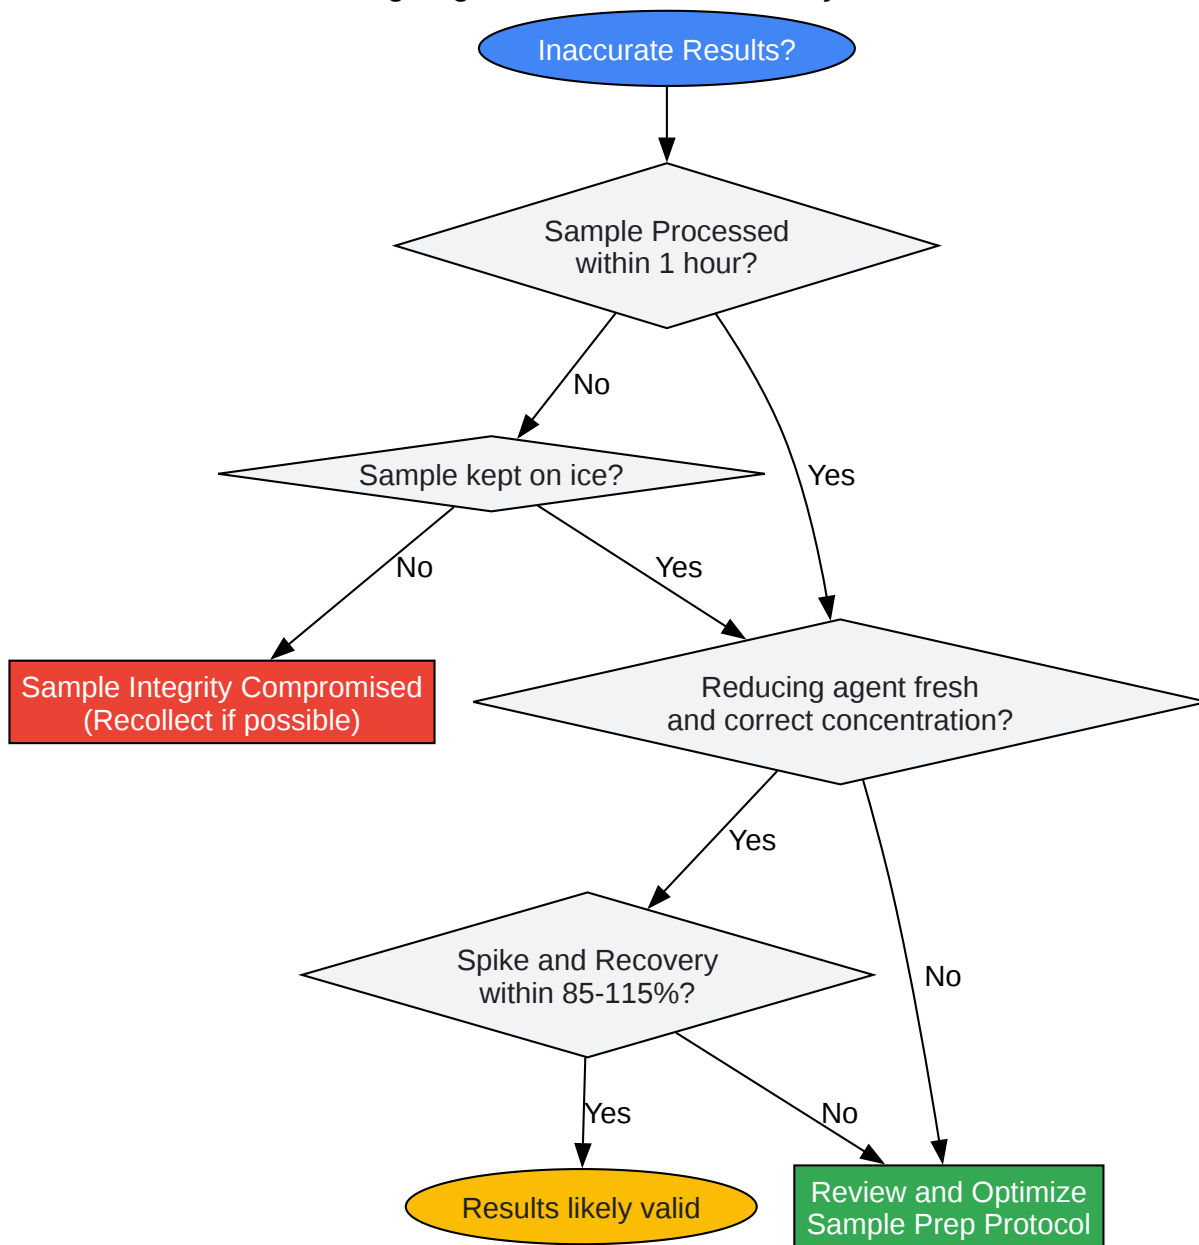 Inaccurate Results?
Sample Processed
within 1 hour?
No
Yes
Sample kept on ice?
No
Yes
Sample Integrity Compromised
(Recollect if possible)
Reducing agent fresh
and correct concentration?
Yes
No
Spike and Recovery
within 85-115%?
Yes
No
Results likely valid
Review and Optimize
Sample Prep Protocol